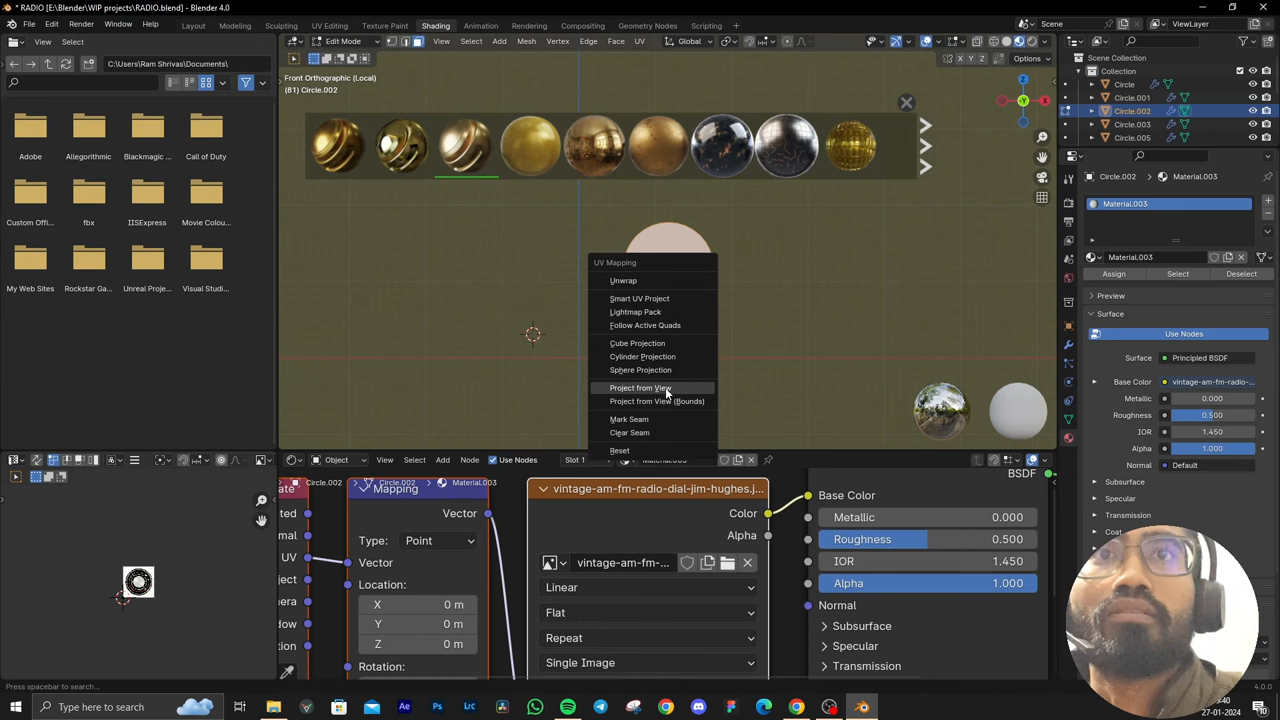 * RADIO [E:\Blender\WIP projects\RADIO.blend] - Blender 4.0
File Edit Render Window Help Layout Modeling Sculpting UV Editing Texture Paint Shading Animation Rendering Compositing Geometry Nodes Scripting Scene ViewLayer
View Select Edit Mode View Select Add Mesh Vertex Edge Face UV Global
C:\Users\Ram Shrivas\Documents\ X Y Z Options
Scene Collection
Collection
Circle
Circle.001
Circle.002
Circle.003
Circle.005
Front Orthographic (Local)
(81) Circle.002
Z
X
-Y
Adobe Allegorithmic Blackmagic ... Call of Duty
Custom Offi... fbx IISExpress Movie Colou...
My Web Sites Rockstar Ga... Unreal Proje... Visual Studi...
UV Mapping
Unwrap
Smart UV Project
Lightmap Pack
Follow Active Quads
Cube Projection
Cylinder Projection
Sphere Projection
Project from View
Project from View (Bounds)
Mark Seam
Clear Seam
Reset
Circle.002 Material.003
Material.003
Material.003
Assign Select Deselect
Preview
Surface
Use Nodes
Surface: Principled BSDF
Base Color vintage-am-fm-radio-...
Metallic 0.000
Roughness 0.500
IOR 1.450
Alpha 1.000
Normal Default
Subsurface
Specular
Transmission
Coat
Object View Select Add Node Use Nodes Slot 1
Circle.002 Circle.002 Material.003
Mapping
Vector
Type: Point
Vector
Location:
X 0 m
Y 0 m
Z 0 m
Rotation:
UV
vintage-am-fm-radio-dial-jim-hughes.j...
Color
Alpha
vintage-am-fm-...
Linear
Flat
Repeat
Single Image
BSDF
Base Color
Metallic 0.000
Roughness 0.500
IOR 1.450
Alpha 1.000
Normal
Subsurface
Specular
Transmission
Press spacebar to search... 4.0.0
Type here to search
Ae Ps LrC Pr
27-01-2024